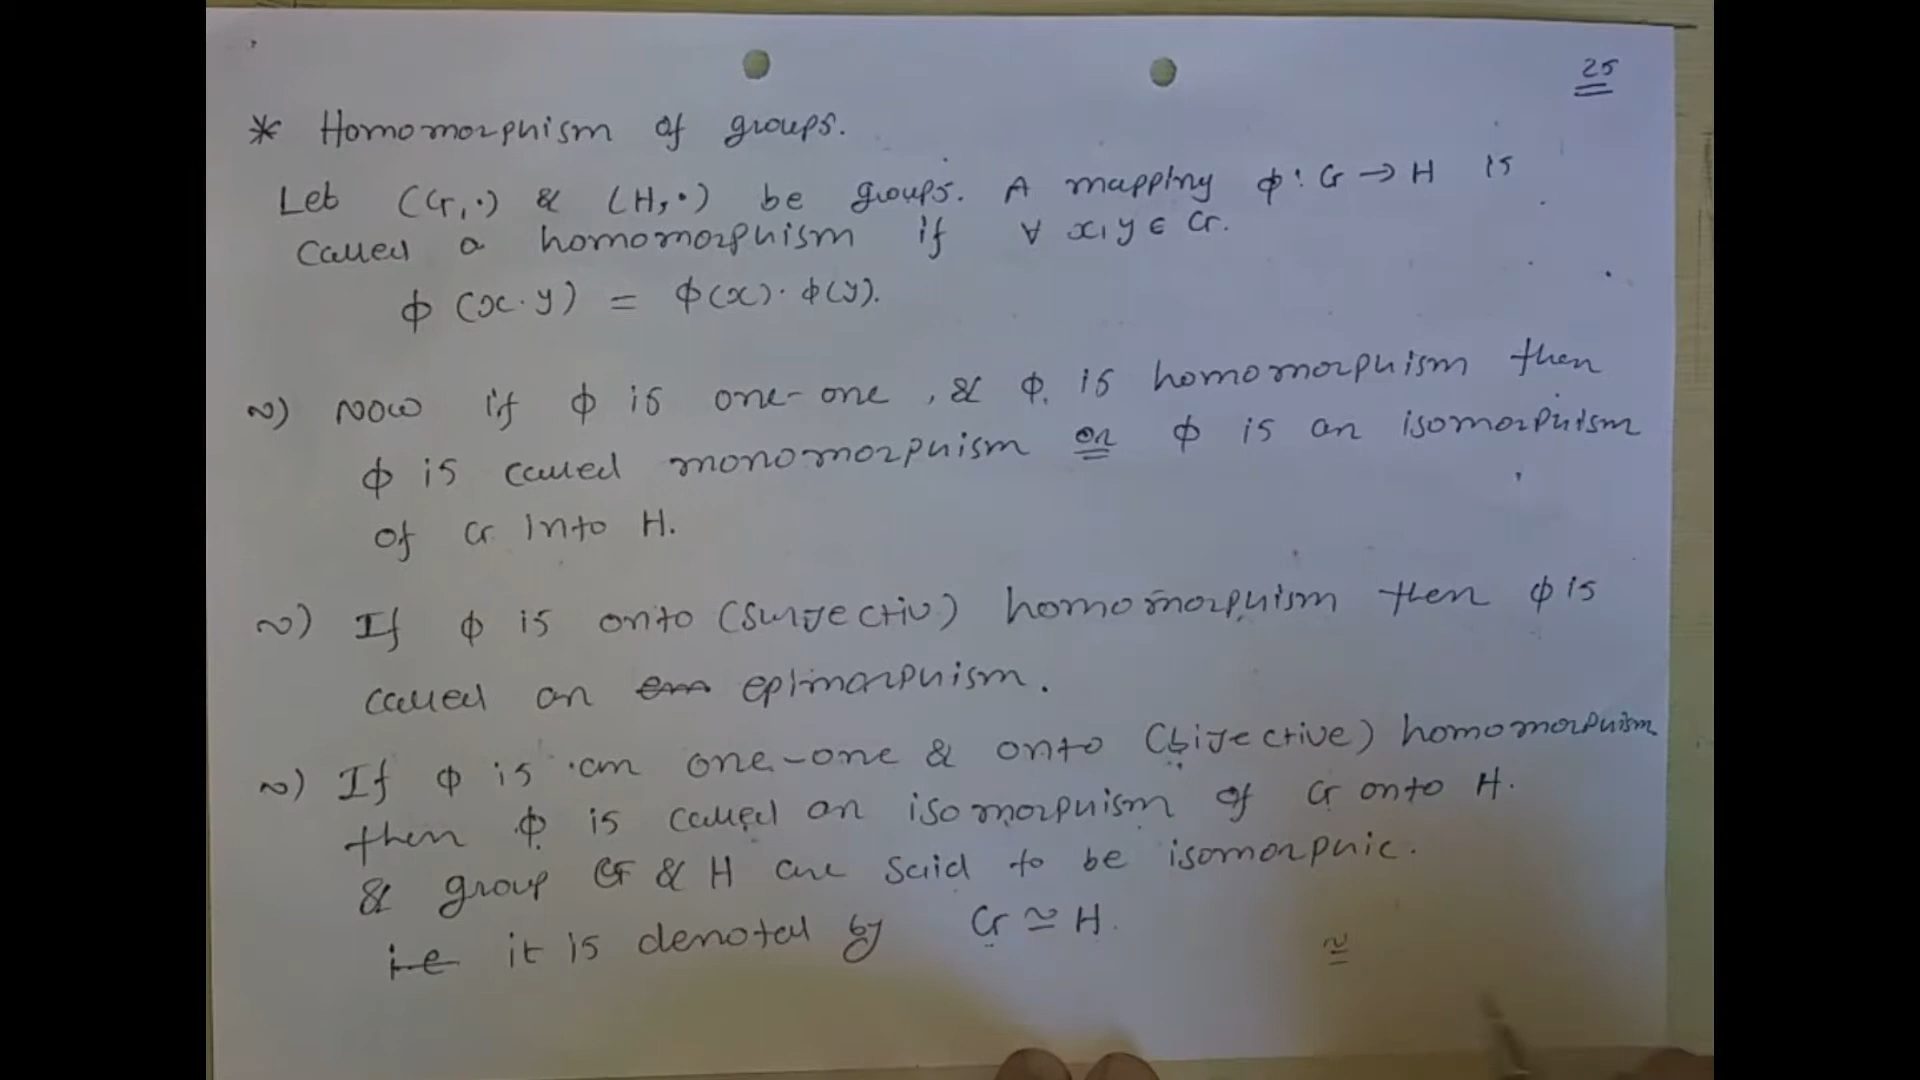 25
* Homomorphism of groups.
Let (G,·) & (H,·) be groups. A mapping ϕ: G → H is
called a homomorphism if ∀ x, y ∈ G.
ϕ (x·y) = ϕ(x)·ϕ(y).
~) Now if ϕ is one-one, & ϕ is homomorphism then
ϕ is called monomorphism or ϕ is an isomorphism
of G into H.
~) If ϕ is onto (surjectiv) homomorphism then ϕ is
called an em epimorphism.
~) If ϕ is an one-one & onto (bijective) homomorphism
then ϕ is called an isomorphism of G onto H.
& group G & H are said to be isomorphic.
i.e it is denoted by G ≃ H. ≅